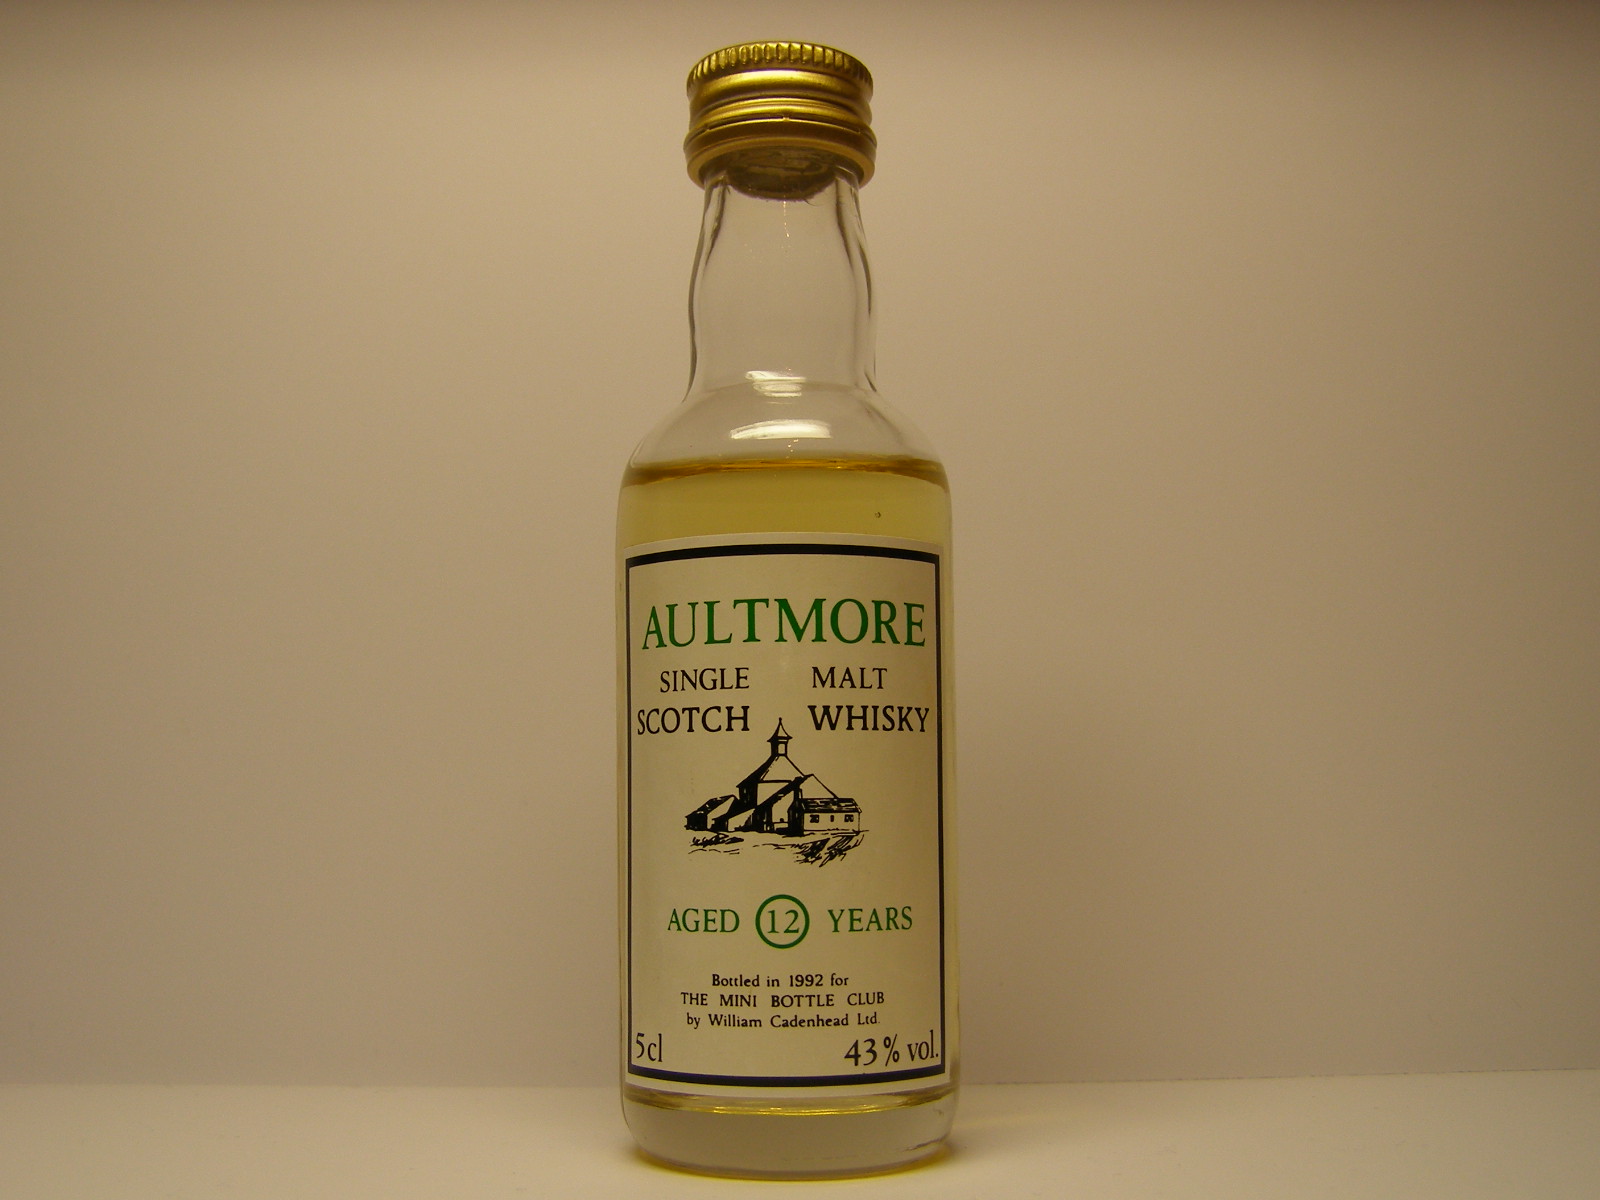 AULTMORE
SINGLE MALT
SCOTCH WHISKY
AGED 12 YEARS
Bottled in 1992 for
THE MINI BOTTLE CLUB
by William Cadenhead Ltd.
5cl 43% vol.